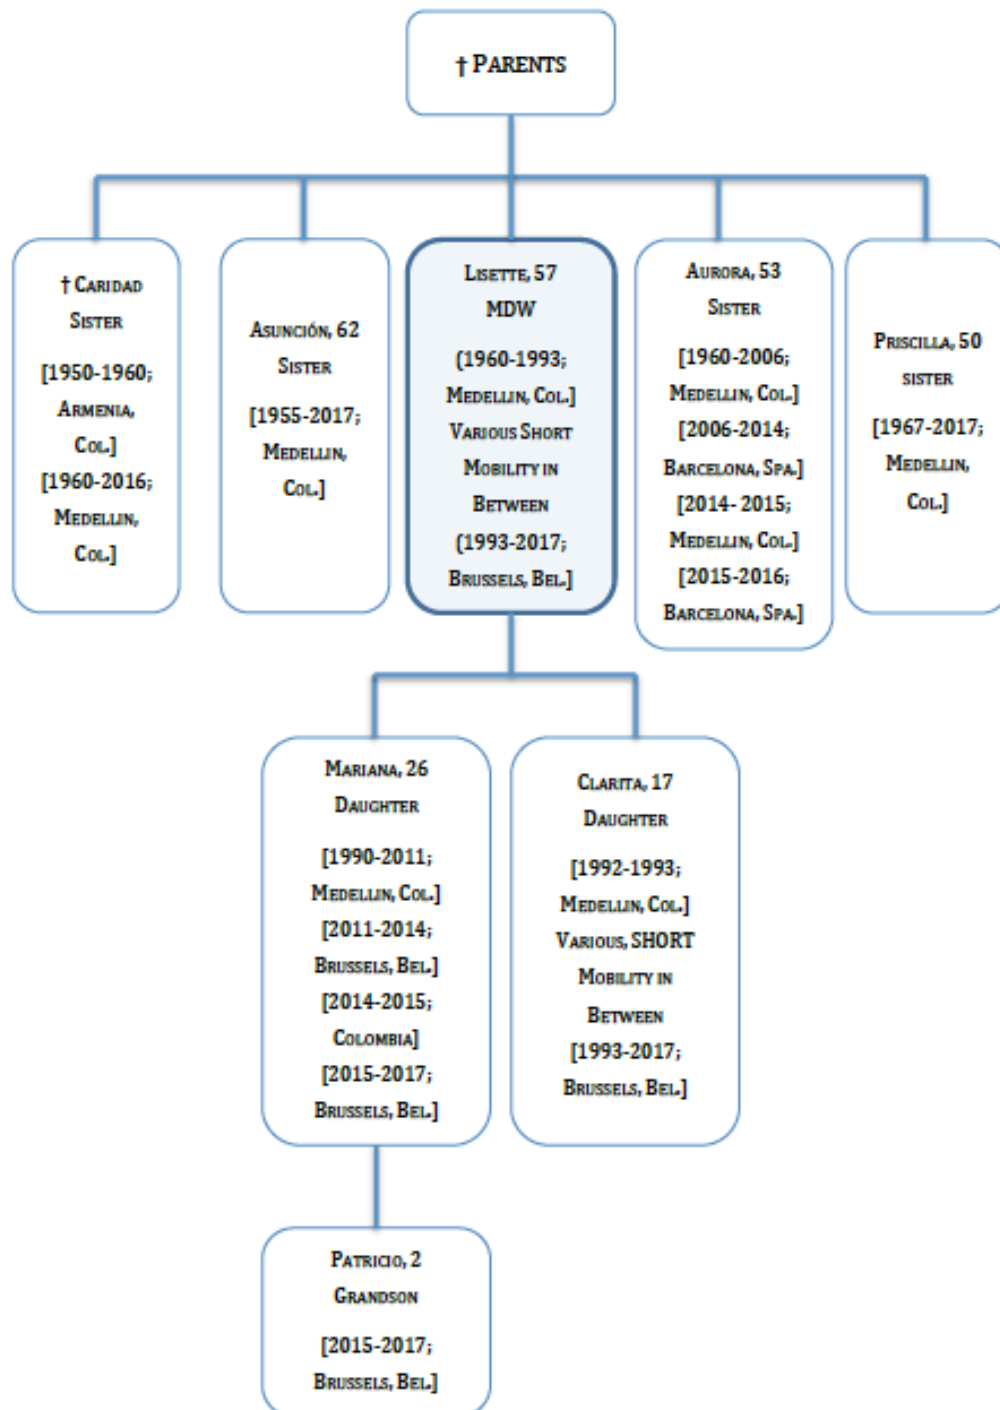 † PARENTS
† CARIDAD
SISTER
[1950-1960;
ARMENIA,
COL.]
[1960-2016;
MEDELLIN,
COL.]
ASUNCIÓN, 62
SISTER
[1955-2017;
MEDELLIN,
COL.]
LISETTE, 57
MDW
(1960-1993;
MEDELLIN, COL.]
VARIOUS SHORT
MOBILITY IN
BETWEEN
(1993-2017;
BRUSSELS, BEL.]
AURORA, 53
SISTER
[1960-2006;
MEDELLIN, COL.]
[2006-2014;
BARCELONA, SPA.]
[2014- 2015;
MEDELLIN, COL.]
[2015-2016;
BARCELONA, SPA.]
PRISCILLA, 50
SISTER
[1967-2017;
MEDELLIN,
COL.]
MARIANA, 26
DAUGHTER
[1990-2011;
MEDELLIN, COL.]
[2011-2014;
BRUSSELS, BEL.]
[2014-2015;
COLOMBIA]
[2015-2017;
BRUSSELS, BEL.]
CLARITA, 17
DAUGHTER
[1992-1993;
MEDELLIN, COL.]
VARIOUS, SHORT
MOBILITY IN
BETWEEN
[1993-2017;
BRUSSELS, BEL.]
PATRICIO, 2
GRANDSON
[2015-2017;
BRUSSELS, BEL.]